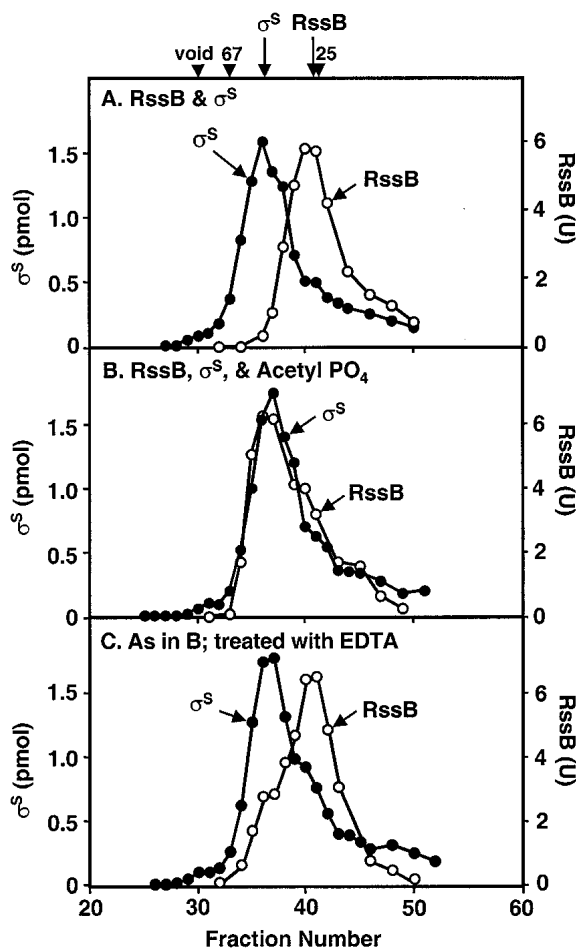 σS RssB
void 67 25
A. RssB & σS
σS
RssB
1.5
1.0
0.5
0
σS (pmol)
6
4
2
0
RssB (U)
B. RssB, σS, & Acetyl PO4
σS
RssB
1.5
1.0
0.5
0
σS (pmol)
6
4
2
0
RssB (U)
C. As in B; treated with EDTA
σS
RssB
1.5
1.0
0.5
0
σS (pmol)
6
4
2
0
RssB (U)
20 30 40 50 60
Fraction Number